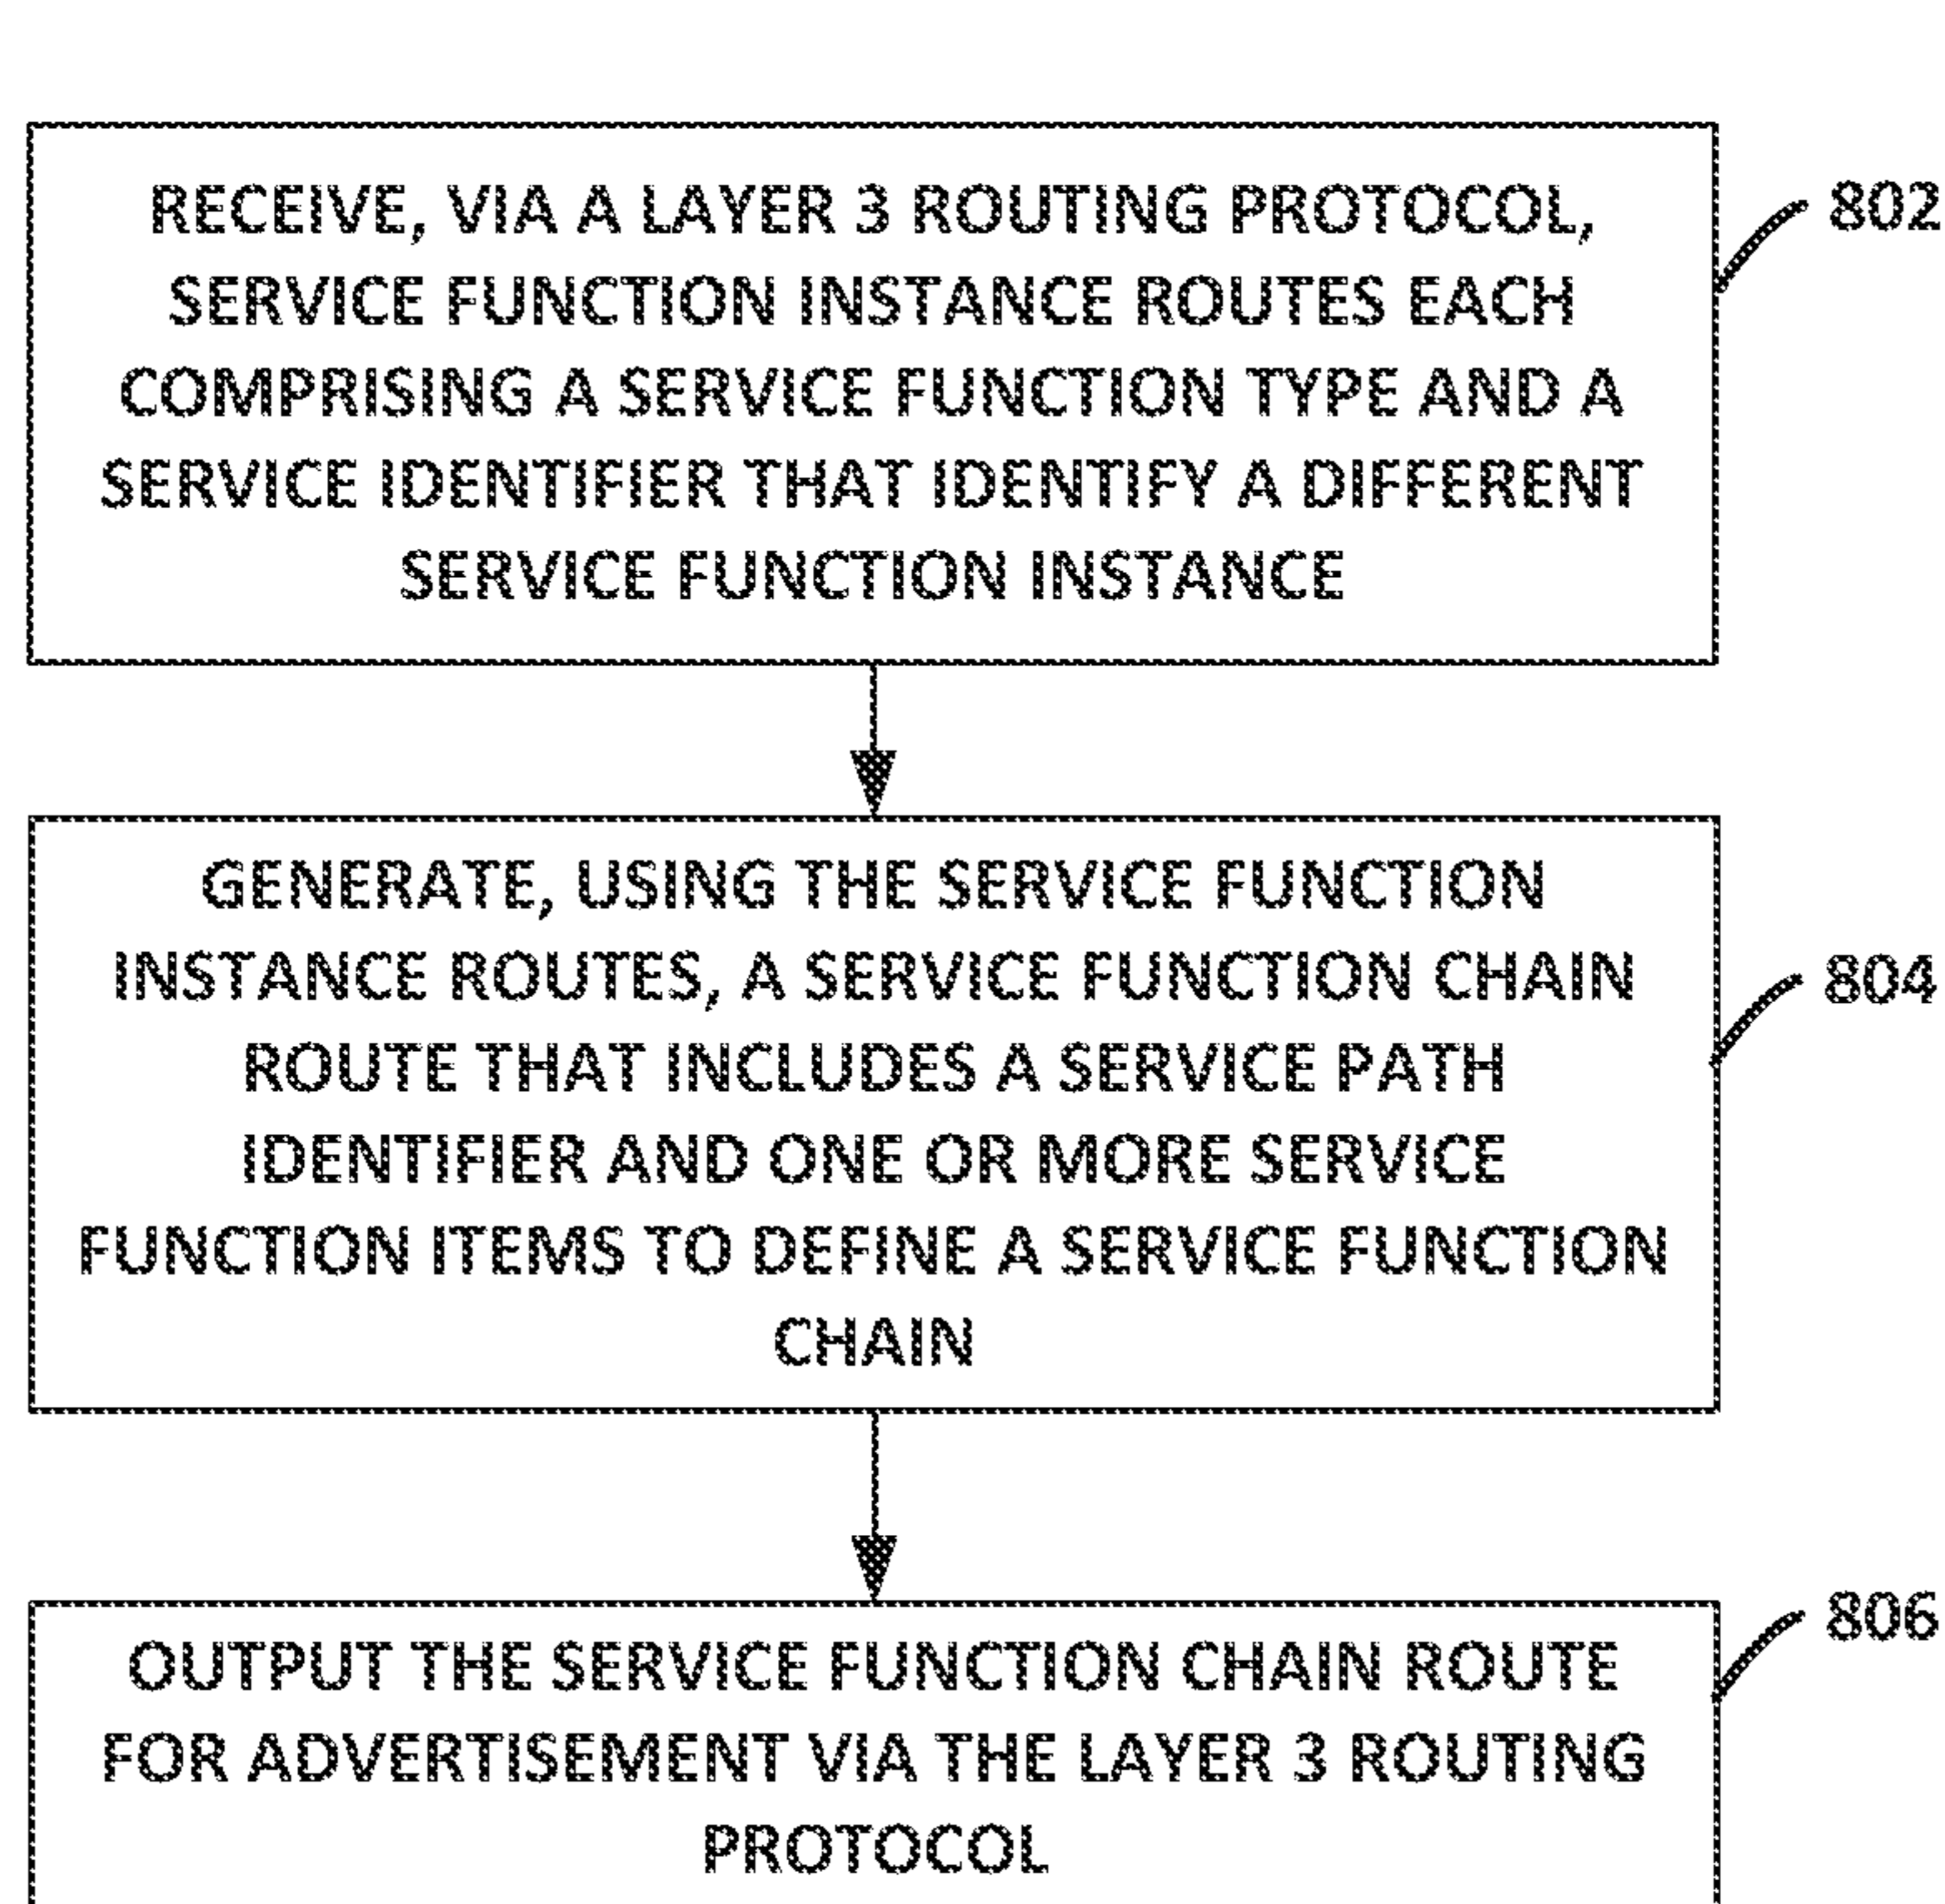 RECEIVE, VIA A LAYER 3 ROUTING PROTOCOL,
SERVICE FUNCTION INSTANCE ROUTES EACH
COMPRISING A SERVICE FUNCTION TYPE AND A
SERVICE IDENTIFIER THAT IDENTIFY A DIFFERENT
SERVICE FUNCTION INSTANCE
802
GENERATE, USING THE SERVICE FUNCTION
INSTANCE ROUTES, A SERVICE FUNCTION CHAIN
ROUTE THAT INCLUDES A SERVICE PATH
IDENTIFIER AND ONE OR MORE SERVICE
FUNCTION ITEMS TO DEFINE A SERVICE FUNCTION
CHAIN
804
OUTPUT THE SERVICE FUNCTION CHAIN ROUTE
FOR ADVERTISEMENT VIA THE LAYER 3 ROUTING
PROTOCOL
806